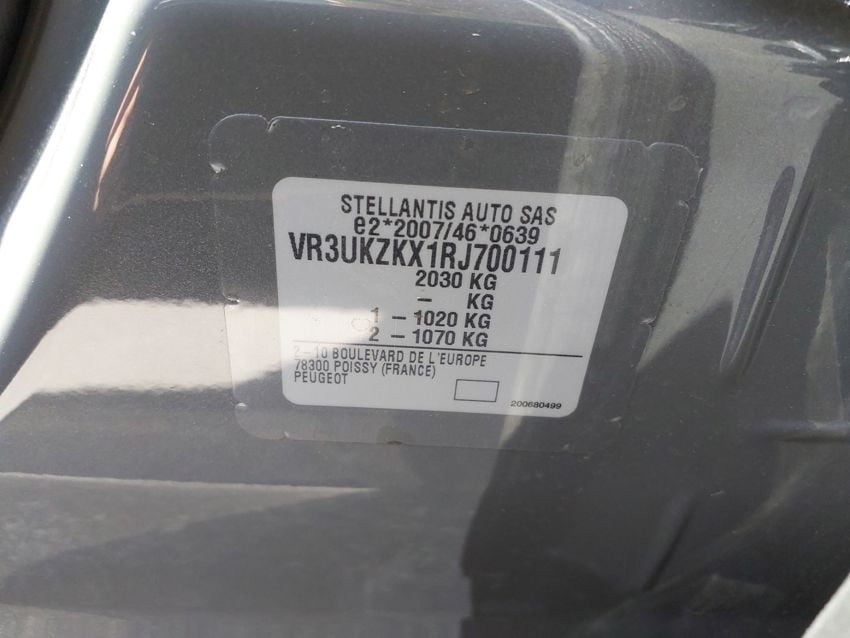 STELLANTIS AUTO SAS
e2*2007/46*0639
VR3UKZKX1RJ700111
2030 KG
– KG
1 – 1020 KG
2 – 1070 KG
2 – 10 BOULEVARD DE L'EUROPE
78300 POISSY (FRANCE)
PEUGEOT
200680499